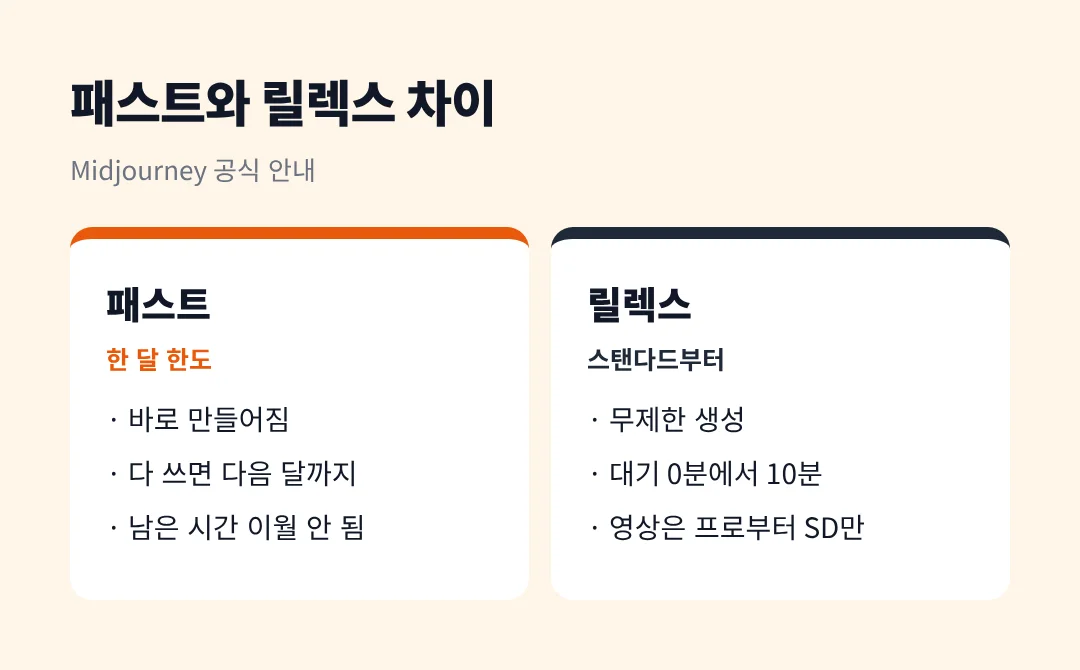 패스트와 릴렉스 차이
Midjourney 공식 안내
패스트
한 달 한도
· 바로 만들어짐
· 다 쓰면 다음 달까지
· 남은 시간 이월 안 됨
릴렉스
스탠다드부터
· 무제한 생성
· 대기 0분에서 10분
· 영상은 프로부터 SD만